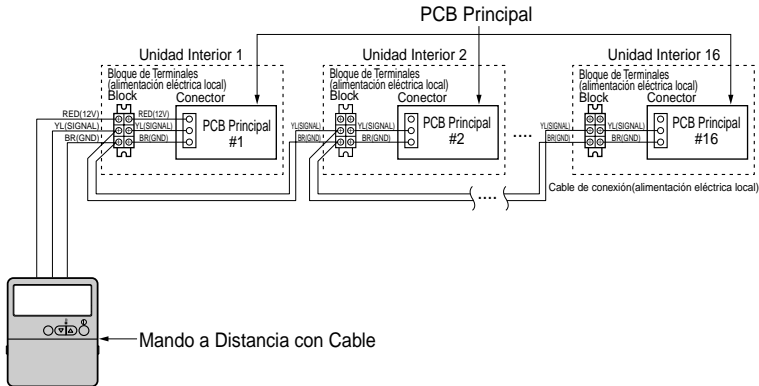 PCB Principal
Unidad Interior 1
Bloque de Terminales
(alimentación eléctrica local)
Block
Conector
RED(12V)
RED(12V)
YL(SIGNAL)
YL(SIGNAL)
BR(GND)
BR(GND)
PCB Principal
#1
Unidad Interior 2
Bloque de Terminales
(alimentación eléctrica local)
Block
Conector
YL(SIGNAL)
YL(SIGNAL)
BR(GND)
BR(GND)
PCB Principal
#2
....
Unidad Interior 16
Bloque de Terminales
(alimentación eléctrica local)
Block
Conector
YL(SIGNAL)
YL(SIGNAL)
BR(GND)
BR(GND)
PCB Principal
#16
....
Cable de conexión(alimentación eléctrica local)
Mando a Distancia con Cable